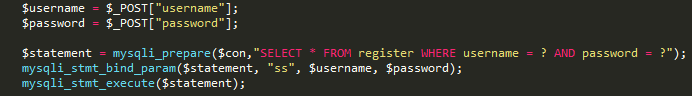 $username = $_POST["username"];
$password = $_POST["password"];
$statement = mysqli_prepare($con,"SELECT * FROM register WHERE username = ? AND password = ?");
mysqli_stmt_bind_param($statement, "ss", $username, $password);
mysqli_stmt_execute($statement);